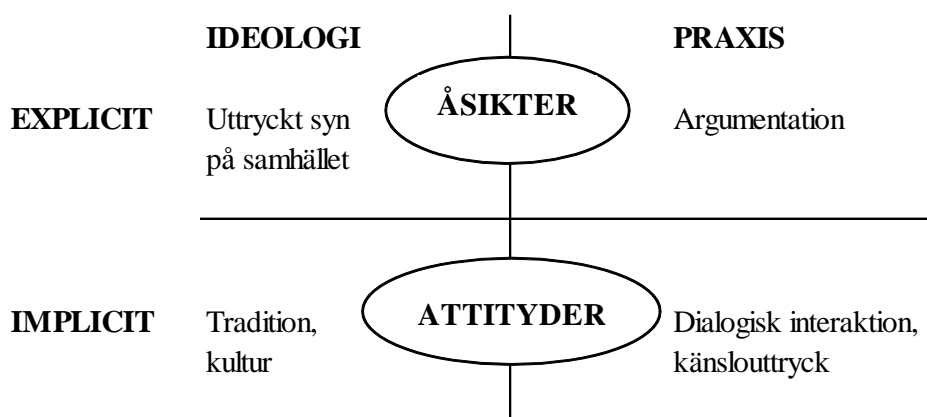 IDEOLOGI PRAXIS
ÅSIKTER
EXPLICIT Uttryckt syn Argumentation
på samhället
ATTITYDER
IMPLICIT Tradition, Dialogisk interaktion,
kultur känslouttryck